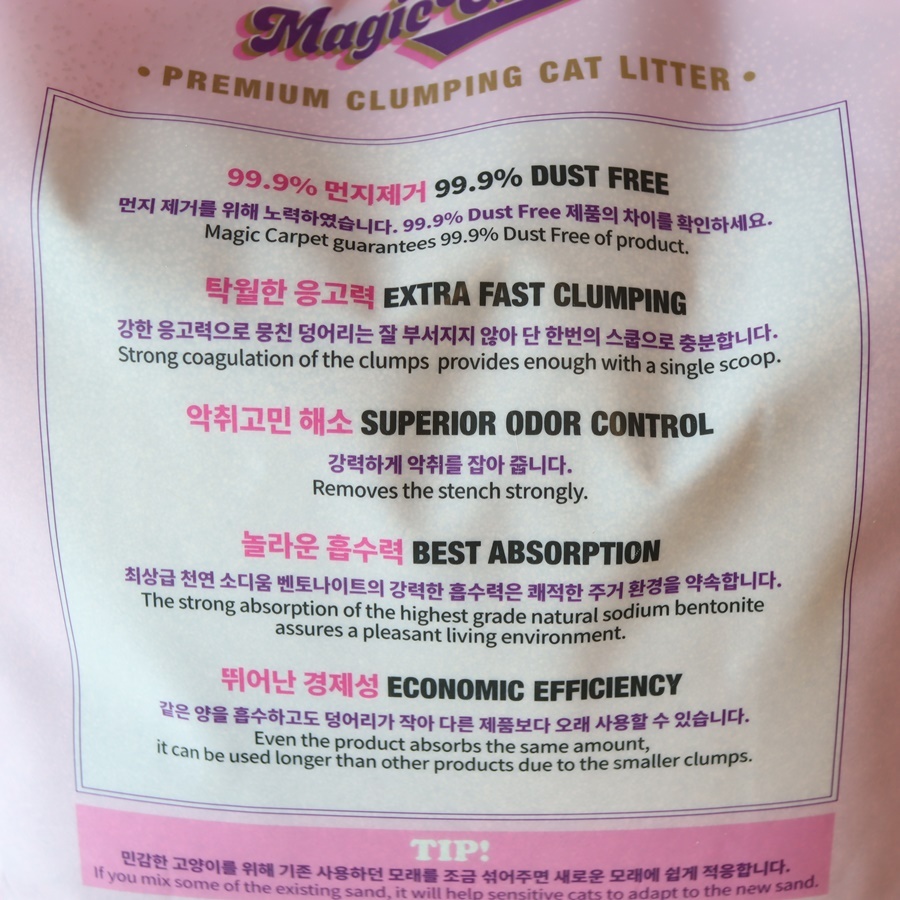 Magic
• PREMIUM CLUMPING CAT LITTER •
99.9% 먼지제거 99.9% DUST FREE
먼지 제거를 위해 노력하였습니다. 99.9% Dust Free 제품의 차이를 확인하세요.
Magic Carpet guarantees 99.9% Dust Free of product.
탁월한 응고력 EXTRA FAST CLUMPING
강한 응고력으로 뭉친 덩어리는 잘 부서지지 않아 단 한번의 스쿱으로 충분합니다.
Strong coagulation of the clumps provides enough with a single scoop.
악취고민 해소 SUPERIOR ODOR CONTROL
강력하게 악취를 잡아 줍니다.
Removes the stench strongly.
놀라운 흡수력 BEST ABSORPTION
최상급 천연 소디움 벤토나이트의 강력한 흡수력은 쾌적한 주거 환경을 약속합니다.
The strong absorption of the highest grade natural sodium bentonite
assures a pleasant living environment.
뛰어난 경제성 ECONOMIC EFFICIENCY
같은 양을 흡수하고도 덩어리가 작아 다른 제품보다 오래 사용할 수 있습니다.
Even the product absorbs the same amount,
it can be used longer than other products due to the smaller clumps.
TIP!
민감한 고양이를 위해 기존 사용하던 모래를 조금 섞어주면 새로운 모래에 쉽게 적응합니다.
If you mix some of the existing sand, it will help sensitive cats to adapt to the new sand.